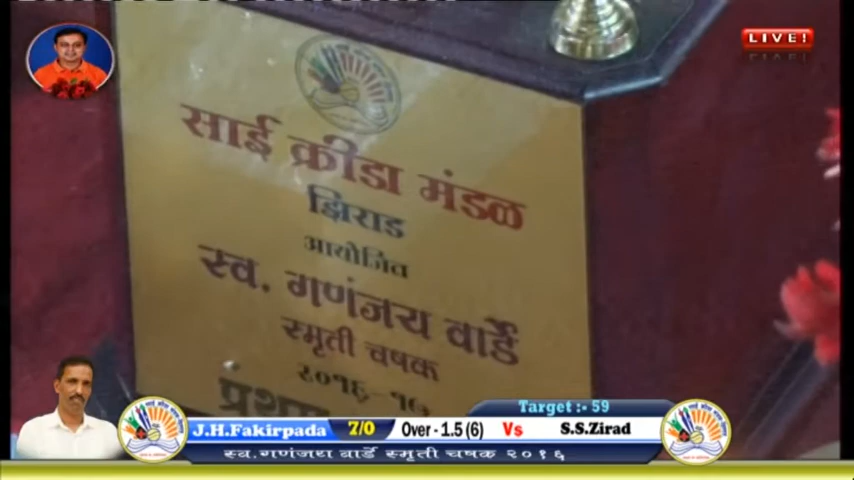 LIVE!
साई क्रीडा मंडळ
झिराड
आयोजित
स्व. गणंजय वार्डे
स्मृती चषक
२०१६-१७
Target :- 59
J.H.Fakirpada 7/0 Over - 1.5 (6) Vs S.S.Zirad
स्व.गणंजय वार्डे स्मृती चषक २०१६